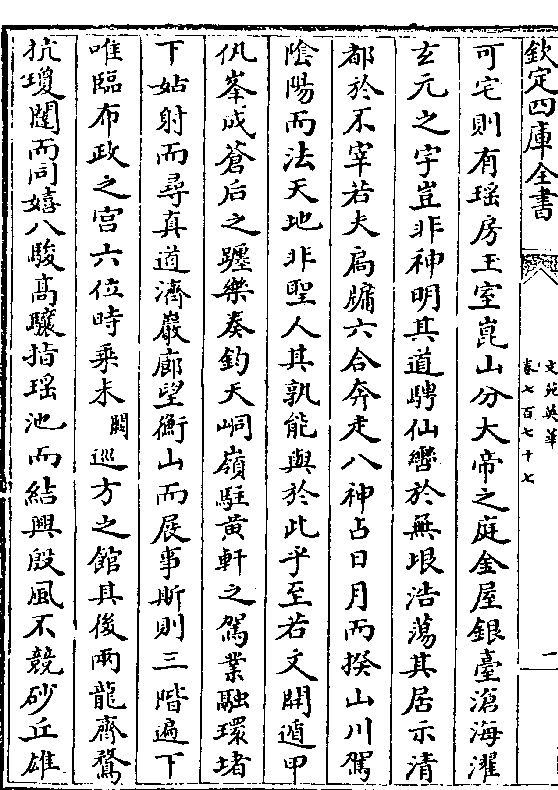 欽定四庫全書
文苑英華
卷七百七十七
一
可宅則有瑶房玉室崑山分大帝之庭金屋銀臺滄海濯
玄元之宇豈非神明其道騁仙轡於無垠浩蕩其居示清
都於不宰若夫扃牖六合奔走八神占日月而揆山川駕
陰陽而法天地非聖人其孰能與於此乎至若文開遁甲
仇峯成蒼后之躔樂奏鈞天峒嶺駐黄軒之駕業融環堵
下姑射而尋真道濟巖廊望衡山而展事斯則三階遍下
唯臨布政之宫六位時乗未闕巡方之館其後兩龍齊騖
抗瓊闥而同嬉八駿髙驤指瑶池而結興殷風不競砂丘雄